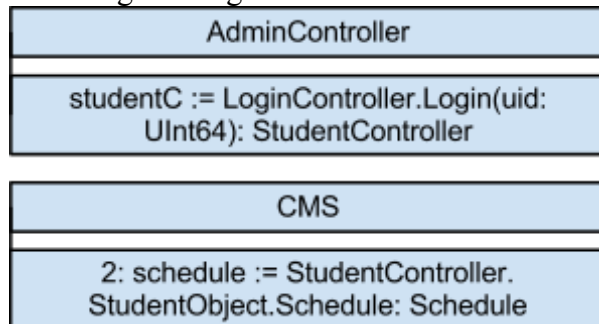 AdminController
studentC := LoginController.Login(uid:
UInt64): StudentController
CMS
2: schedule := StudentController.
StudentObject.Schedule: Schedule